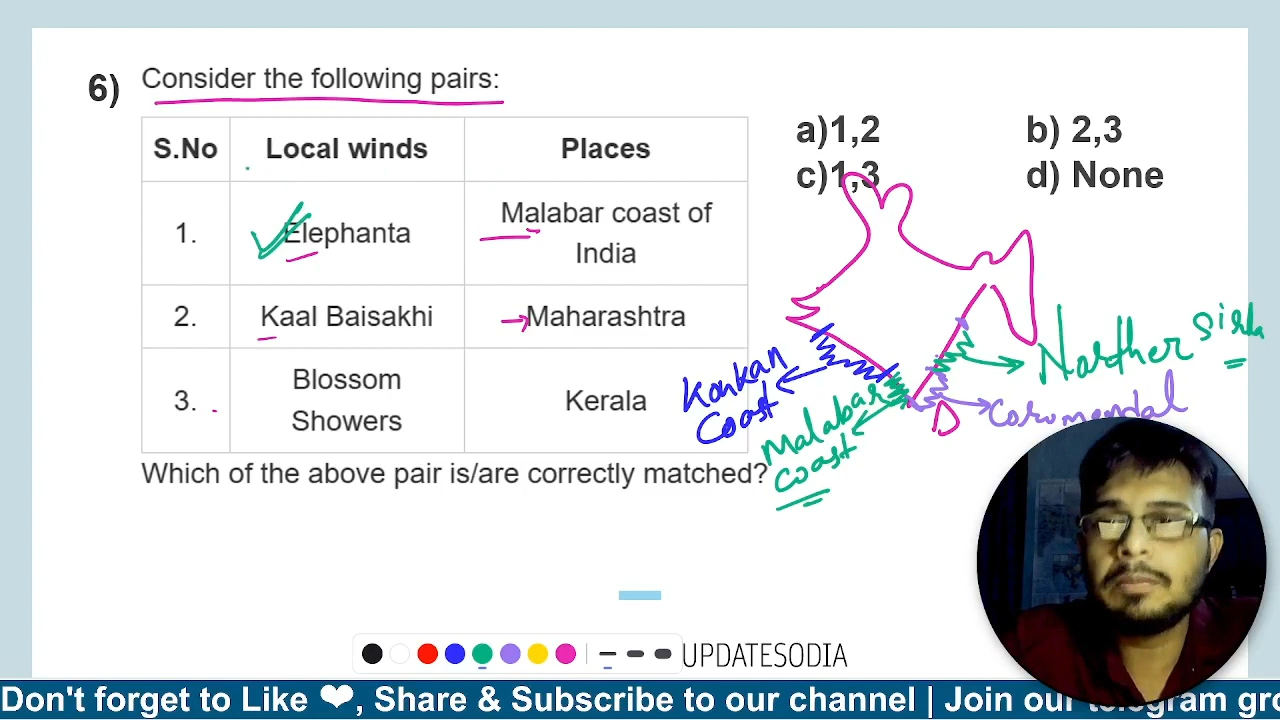 6) Consider the following pairs:
S.No Local winds Places
1. Elephanta Malabar coast of India
2. Kaal Baisakhi Maharashtra
3. Blossom Showers Kerala
Which of the above pair is/are correctly matched?
a)1,2 b) 2,3
c)1,3 d) None
Konkan
Coast
Malabar
Coast
Norther
Coromendal
UPDATESODIA
Don't forget to Like ❤, Share & Subscribe to our channel | Join our telegram gro